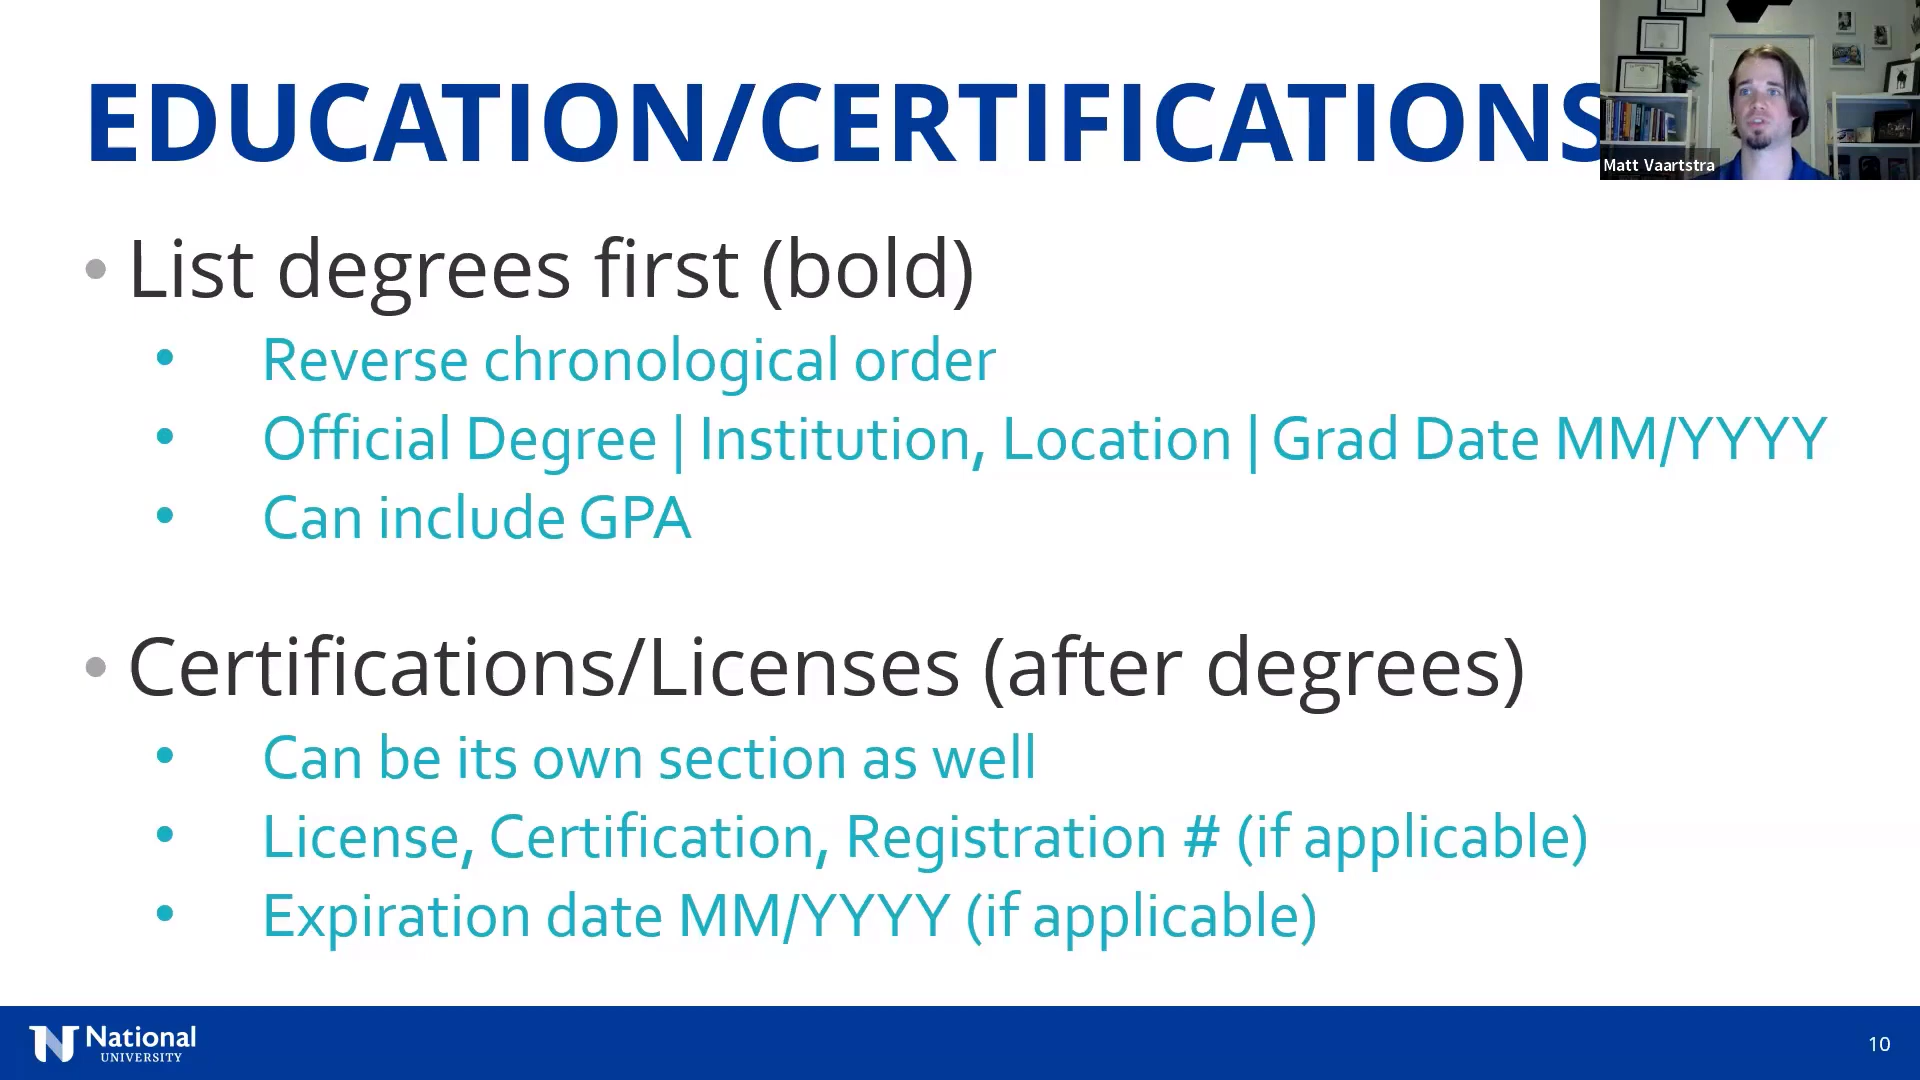 EDUCATION/CERTIFICATIONS
Matt Vaartstra
• List degrees first (bold)
• Reverse chronological order
• Official Degree | Institution, Location | Grad Date MM/YYYY
• Can include GPA
• Certifications/Licenses (after degrees)
• Can be its own section as well
• License, Certification, Registration # (if applicable)
• Expiration date MM/YYYY (if applicable)
National
UNIVERSITY
10